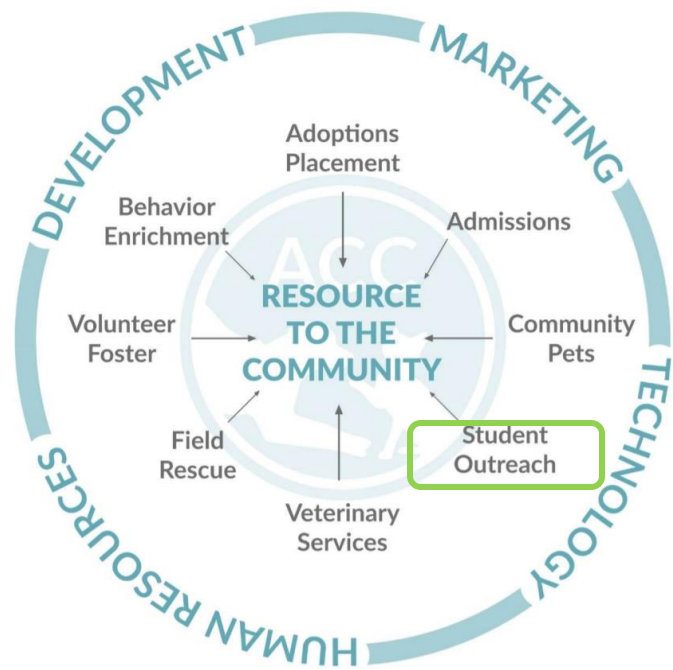 DEVELOPMENT
MARKETING
TECHNOLOGY
HUMAN RESOURCES
Adoptions
Placement
Behavior
Enrichment
Admissions
ACC
RESOURCE
TO THE
COMMUNITY
Volunteer
Foster
Community
Pets
Field
Rescue
Student
Outreach
Veterinary
Services